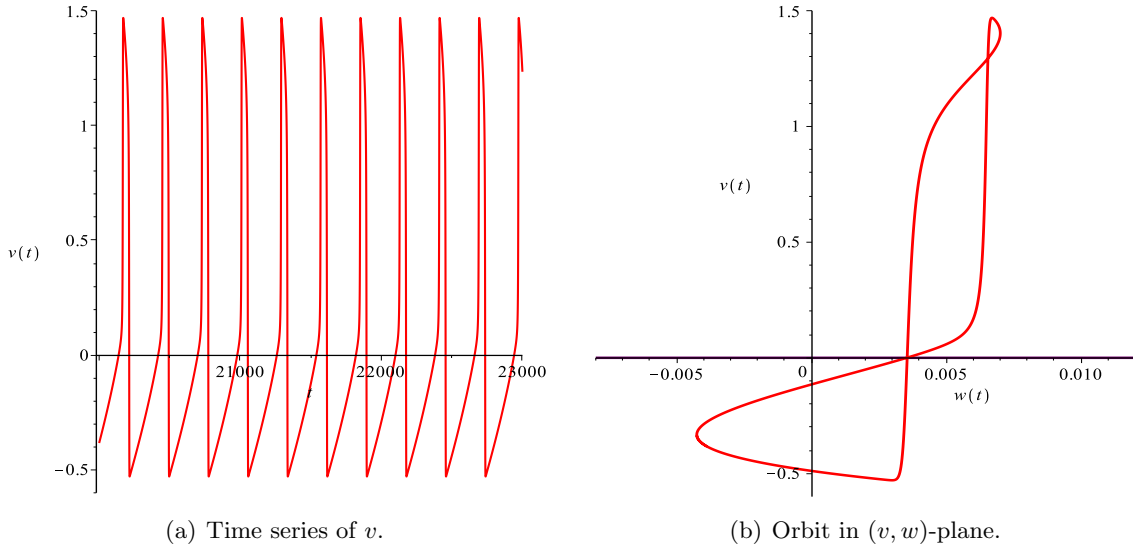 1.5
1
v(t)
0.5
0
21000
22000
23000
t
−0.5
(a) Time series of v.
1.5
1
v(t)
0.5
−0.005
0
0.005
0.010
w(t)
−0.5
(b) Orbit in (v, w)-plane.